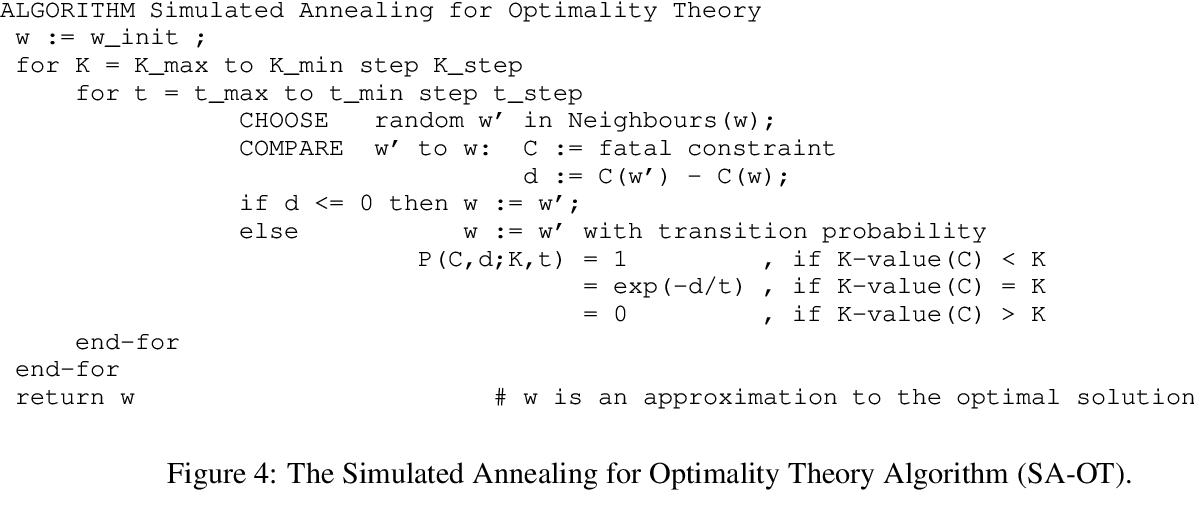 ALGORITHM Simulated Annealing for Optimality Theory
w := w_init ;
for K = K_max to K_min step K_step
for t = t_max to t_min step t_step
CHOOSE random w' in Neighbours(w);
COMPARE w' to w: C := fatal constraint
d := C(w') - C(w);
if d <= 0 then w := w';
else w := w' with transition probability
P(C,d;K,t) = 1 , if K-value(C) < K
= exp(-d/t) , if K-value(C) = K
= 0 , if K-value(C) > K
end-for
end-for
return w # w is an approximation to the optimal solution
Figure 4: The Simulated Annealing for Optimality Theory Algorithm (SA-OT).